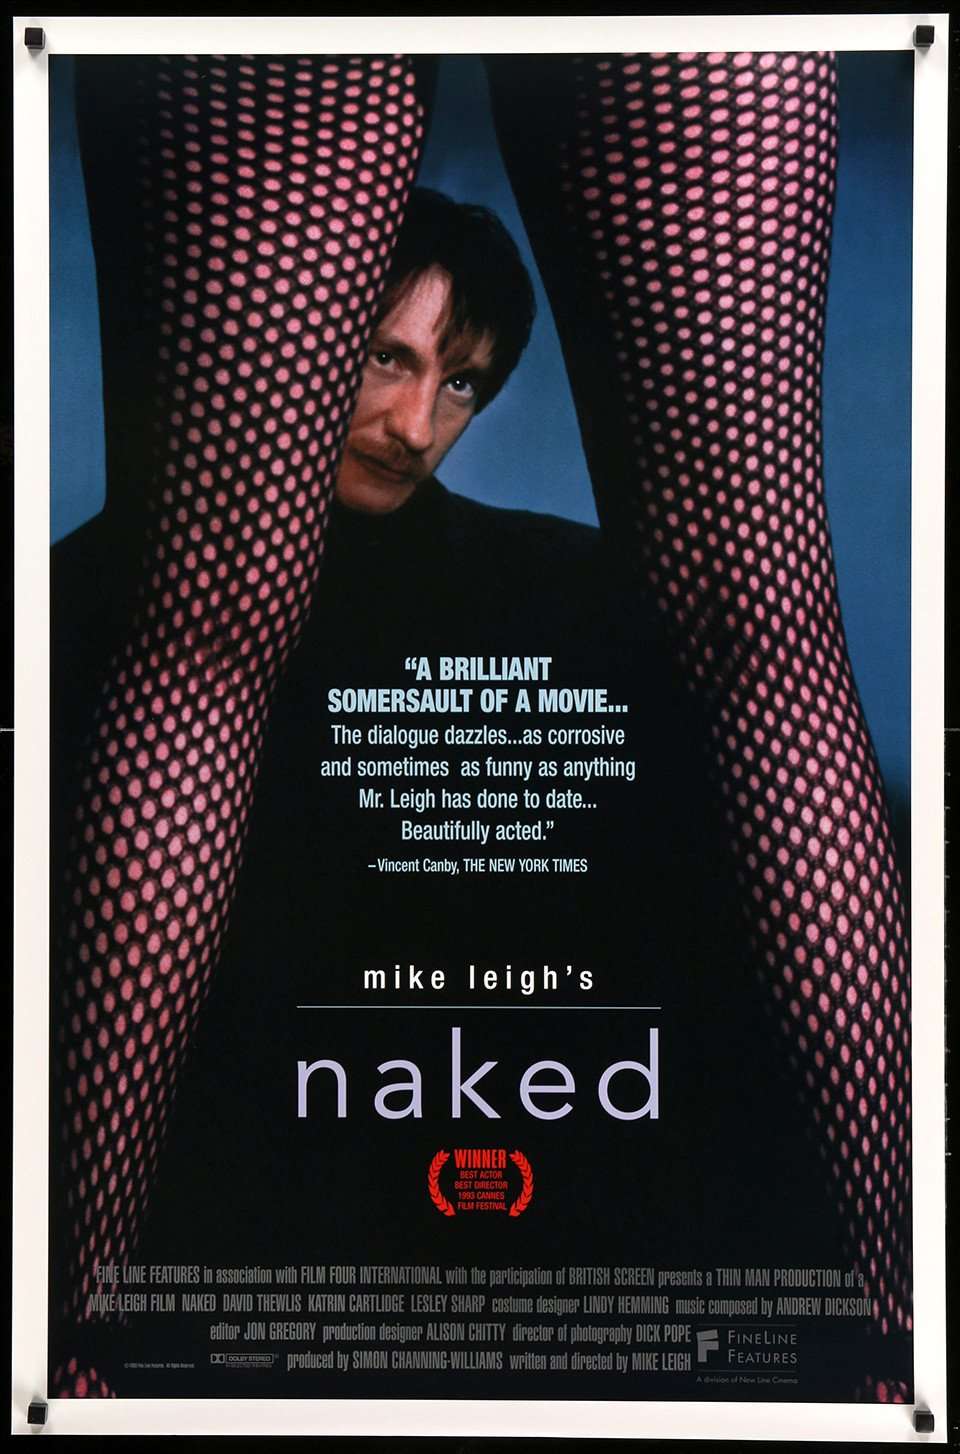 “A BRILLIANT
SOMERSAULT OF A MOVIE...
The dialogue dazzles...as corrosive
and sometimes as funny as anything
Mr. Leigh has done to date...
Beautifully acted.”
–Vincent Canby, THE NEW YORK TIMES
mike leigh’s
naked
WINNER
BEST ACTOR
BEST DIRECTOR
1993 CANNES
FILM FESTIVAL
FINE LINE FEATURES in association with FILM FOUR INTERNATIONAL with the participation of BRITISH SCREEN presents a THIN MAN PRODUCTION of a
MIKE LEIGH FILM NAKED DAVID THEWLIS KATRIN CARTLIDGE LESLEY SHARP costume designer LINDY HEMMING music composed by ANDREW DICKSON
editor JON GREGORY production designer ALISON CHITTY director of photography DICK POPE
produced by SIMON CHANNING-WILLIAMS written and directed by MIKE LEIGH
DOLBY STEREO
FINELINE
FEATURES
A division of New Line Cinema